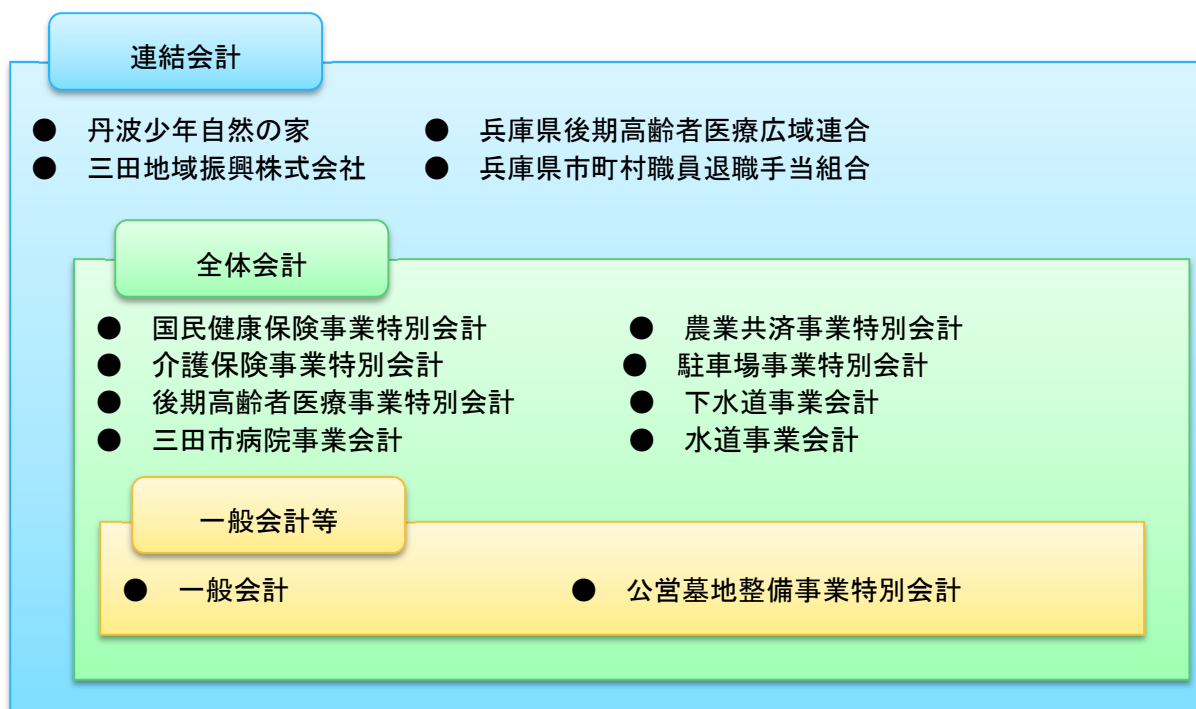 連結会計
● 丹波少年自然の家 ● 兵庫県後期高齢者医療広域連合
● 三田地域振興株式会社 ● 兵庫県市町村職員退職手当組合
全体会計
● 国民健康保険事業特別会計 ● 農業共済事業特別会計
● 介護保険事業特別会計 ● 駐車場事業特別会計
● 後期高齢者医療事業特別会計 ● 下水道事業会計
● 三田市病院事業会計 ● 水道事業会計
一般会計等
● 一般会計 ● 公営墓地整備事業特別会計